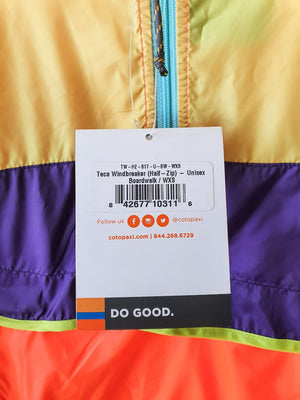 TW-HZ-S17-U-BW-WXS
Teca Windbreaker (Half-Zip) - Unisex
Boardwalk / WXS
8 42677 10311 6
Follow us @cotopaxi
cotopaxi.com | 844.268.6729
DO GOOD.